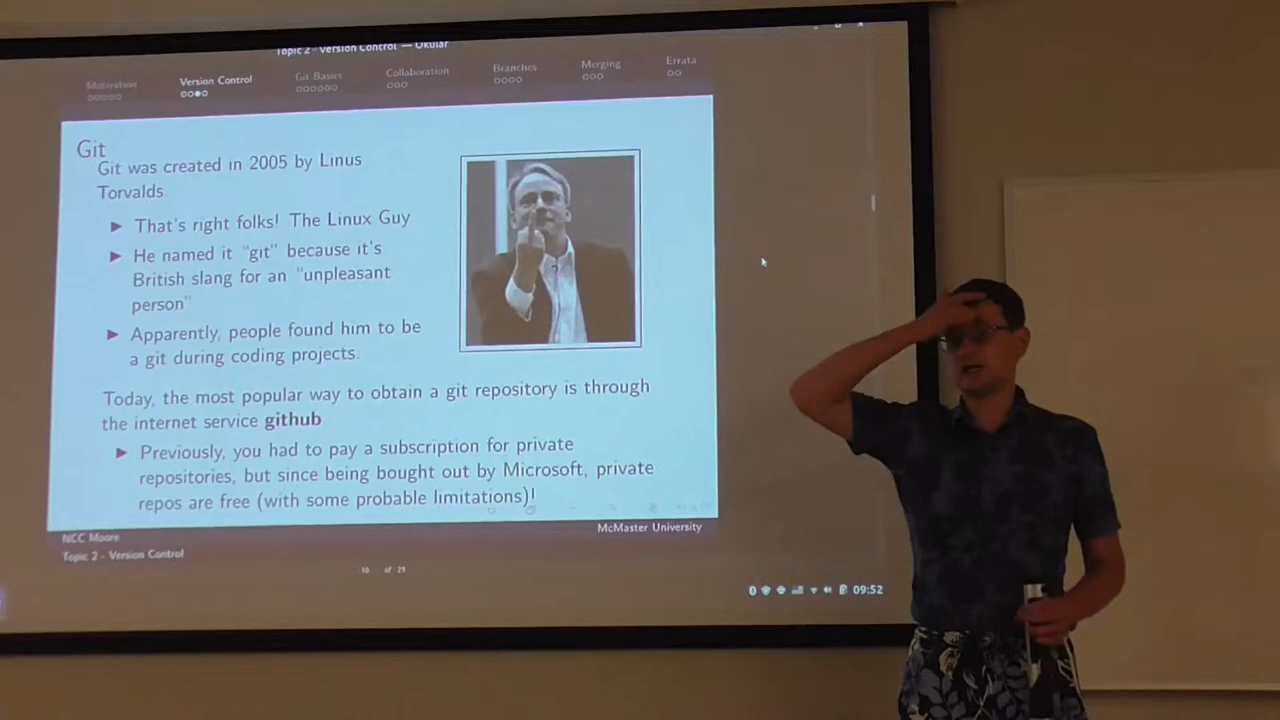 Topic 2 - Version Control — Okular
Motivation
Version Control
Git Basics
Collaboration
Branches
Merging
Errata
Git
Git was created in 2005 by Linus
Torvalds
► That's right folks! The Linux Guy
► He named it "git" because it's
British slang for an "unpleasant
person"
► Apparently, people found him to be
a git during coding projects.
Today, the most popular way to obtain a git repository is through
the internet service github
► Previously, you had to pay a subscription for private
repositories, but since being bought out by Microsoft, private
repos are free (with some probable limitations)!
NCC Moore
McMaster University
Topic 2 - Version Control
10 of 29
09:52